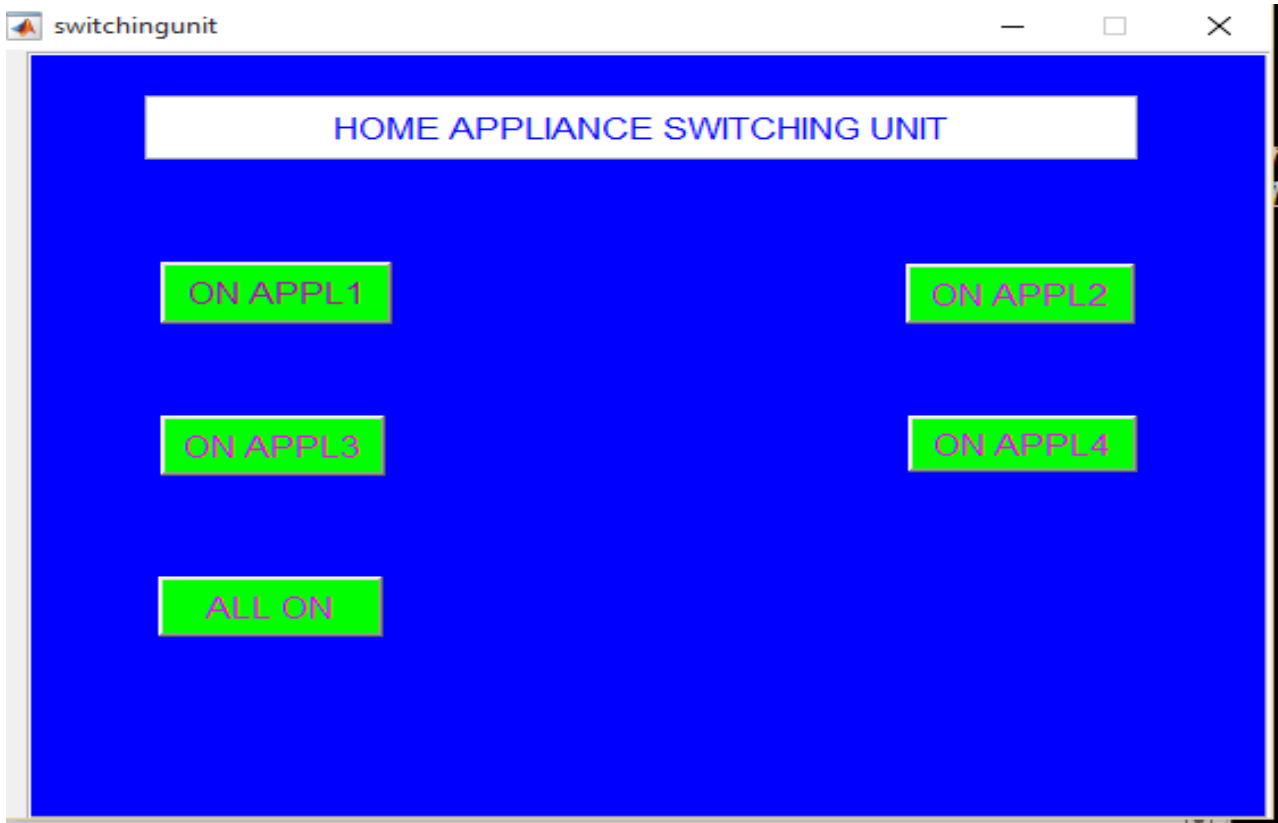 switchingunit
HOME APPLIANCE SWITCHING UNIT
ON APPL1
ON APPL2
ON APPL3
ON APPL4
ALL ON